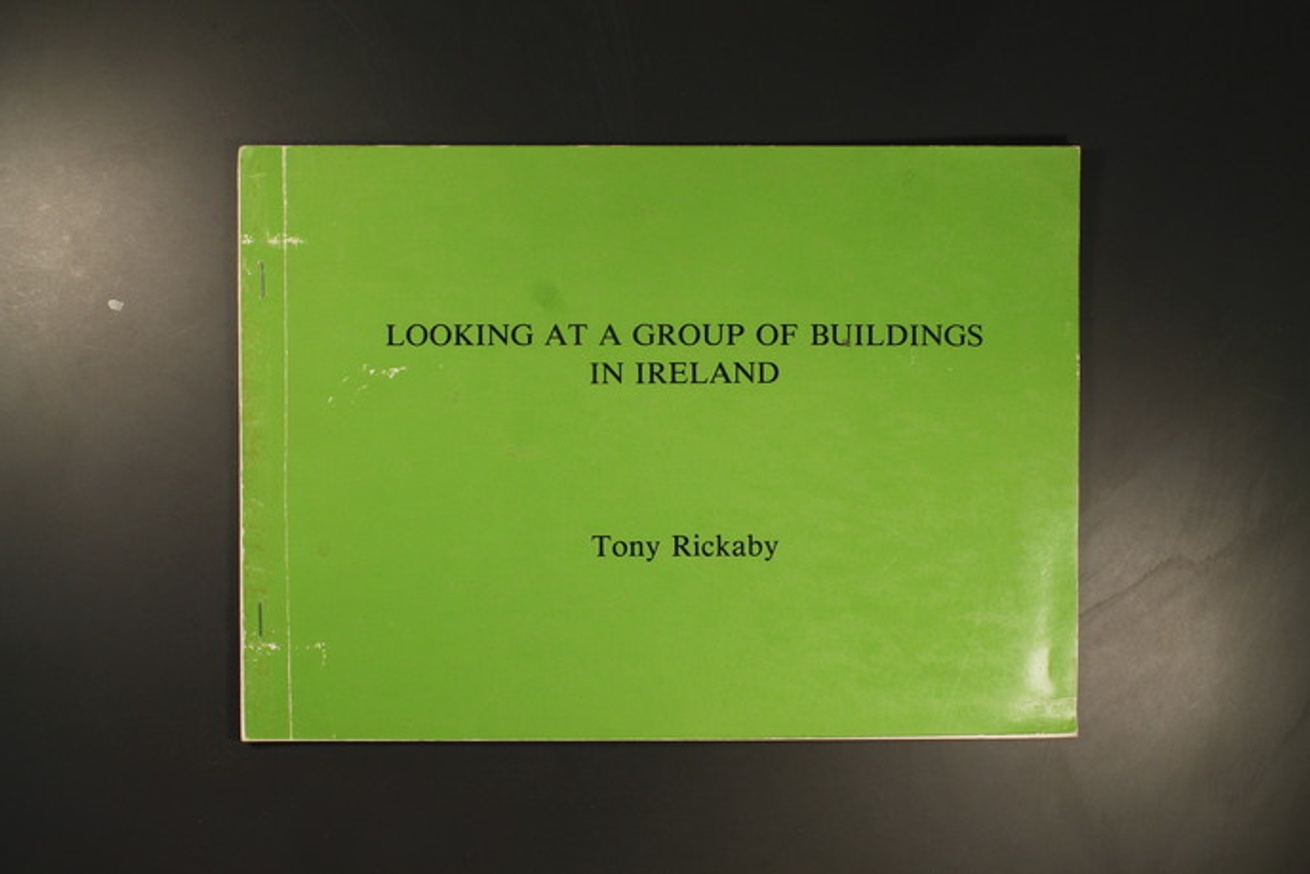 LOOKING AT A GROUP OF BUILDINGS
IN IRELAND
Tony Rickaby